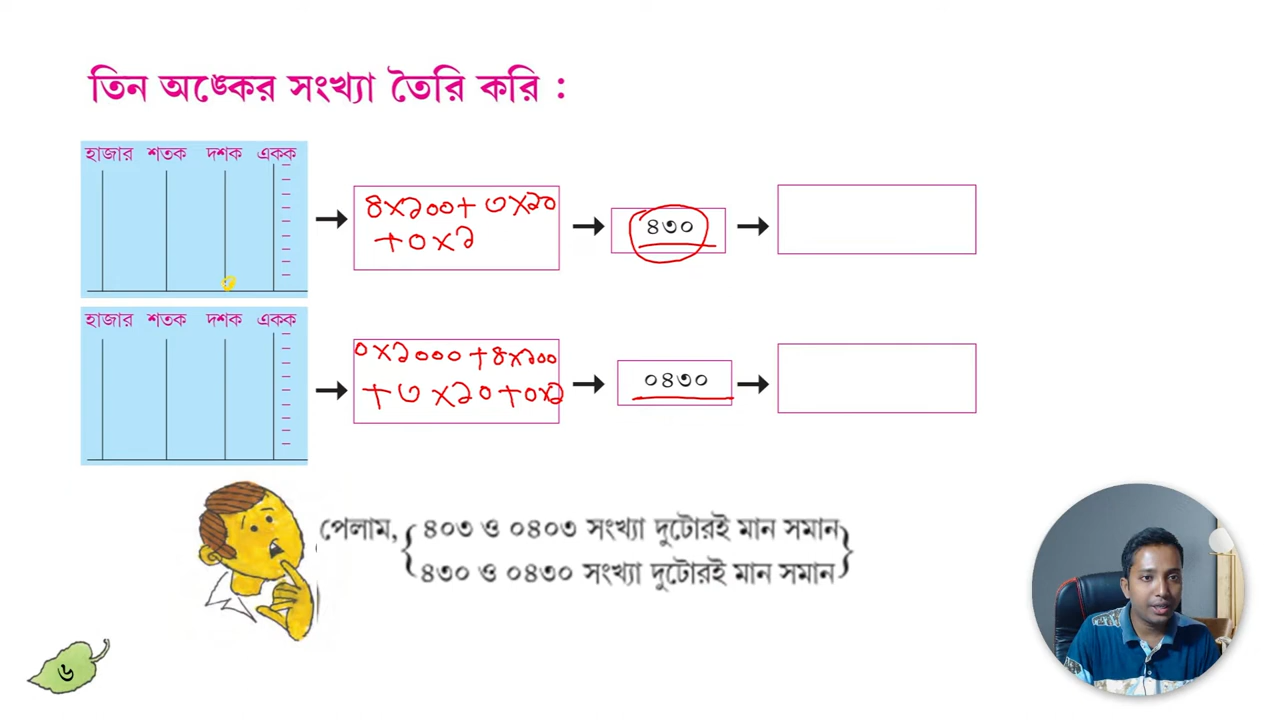 তিন অঙ্কের সংখ্যা তৈরি করি :
হাজার শতক দশক একক
৪×১০০+ ৩×১০
+০×১
৪৩০
হাজার শতক দশক একক
০×১০০০ +৪×১০০
+৩ ×১০+০×১
০৪৩০
পেলাম,
৪০৩ ও ০৪০৩ সংখ্যা দুটোরই মান সমান
৪৩০ ও ০৪৩০ সংখ্যা দুটোরই মান সমান
৬